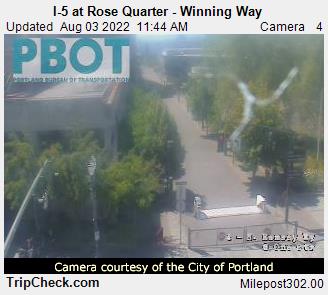 I-5 at Rose Quarter - Winning Way
Updated Aug 03 2022 11:44 AM Camera 4
PBOT
PORTLAND BUREAU OF TRANSPORTATION
Camera courtesy of the City of Portland
TripCheck.com Milepost302.00